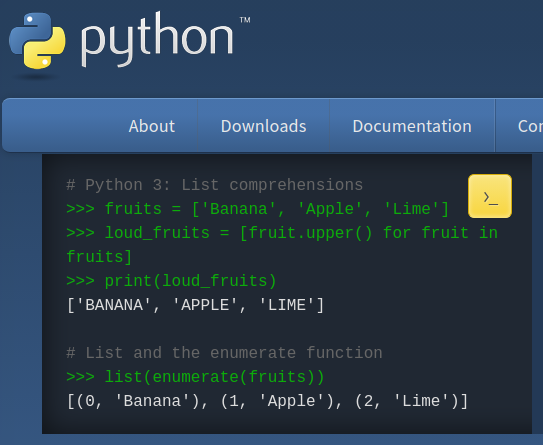 python™
About Downloads Documentation Cor
# Python 3: List comprehensions
>>> fruits = ['Banana', 'Apple', 'Lime']
>>> loud_fruits = [fruit.upper() for fruit in
fruits]
>>> print(loud_fruits)
['BANANA', 'APPLE', 'LIME']
# List and the enumerate function
>>> list(enumerate(fruits))
[(0, 'Banana'), (1, 'Apple'), (2, 'Lime')]